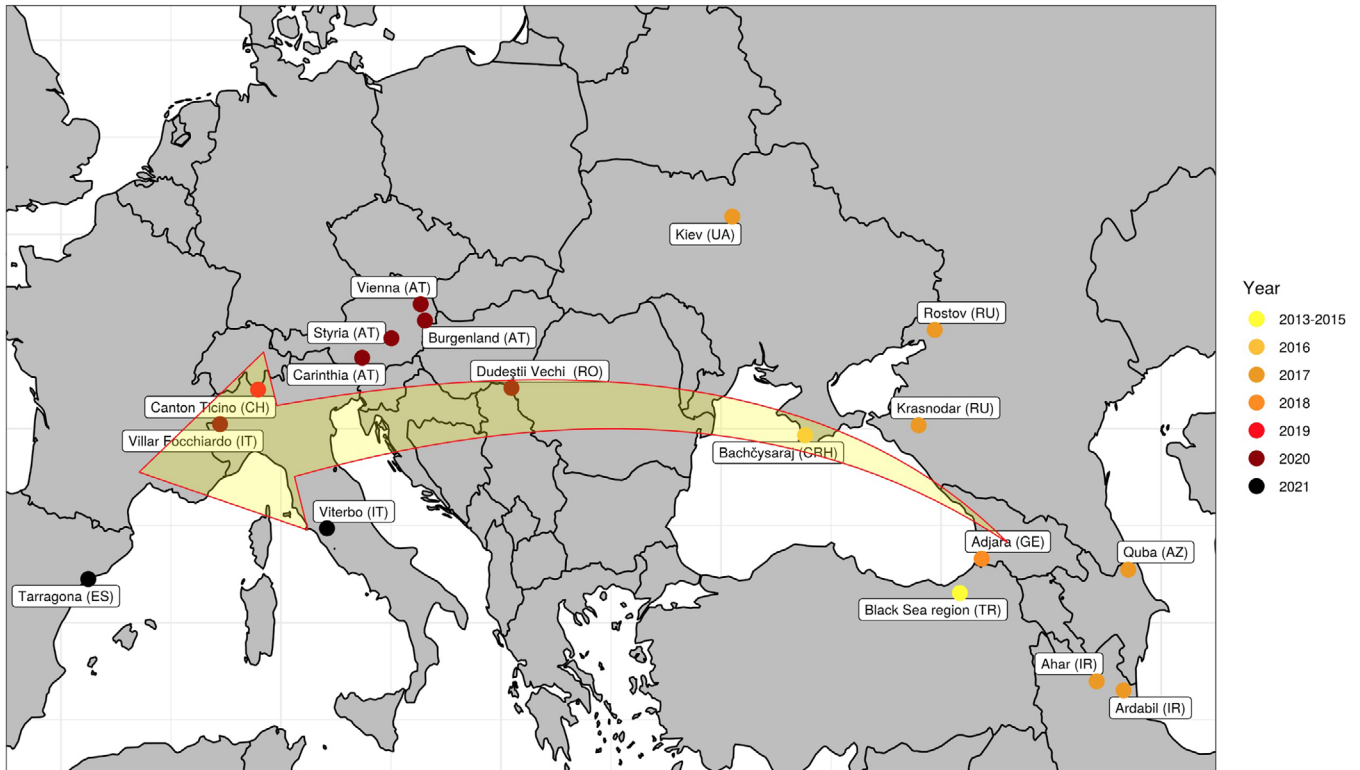 Kiev (UA)
Vienna (AT)
Rostov (RU)
Styria (AT)
Burgenland (AT)
Carinthia (AT)
Dudeştii Vechi  (RO)
Canton Ticino (CH)
Krasnodar (RU)
Villar Focchiardo (IT)
Bachčysaraj (CRH)
Viterbo (IT)
Adjara (GE)
Quba (AZ)
Tarragona (ES)
Black Sea region (TR)
Ahar (IR)
Ardabil (IR)
Year
2013-2015
2016
2017
2018
2019
2020
2021